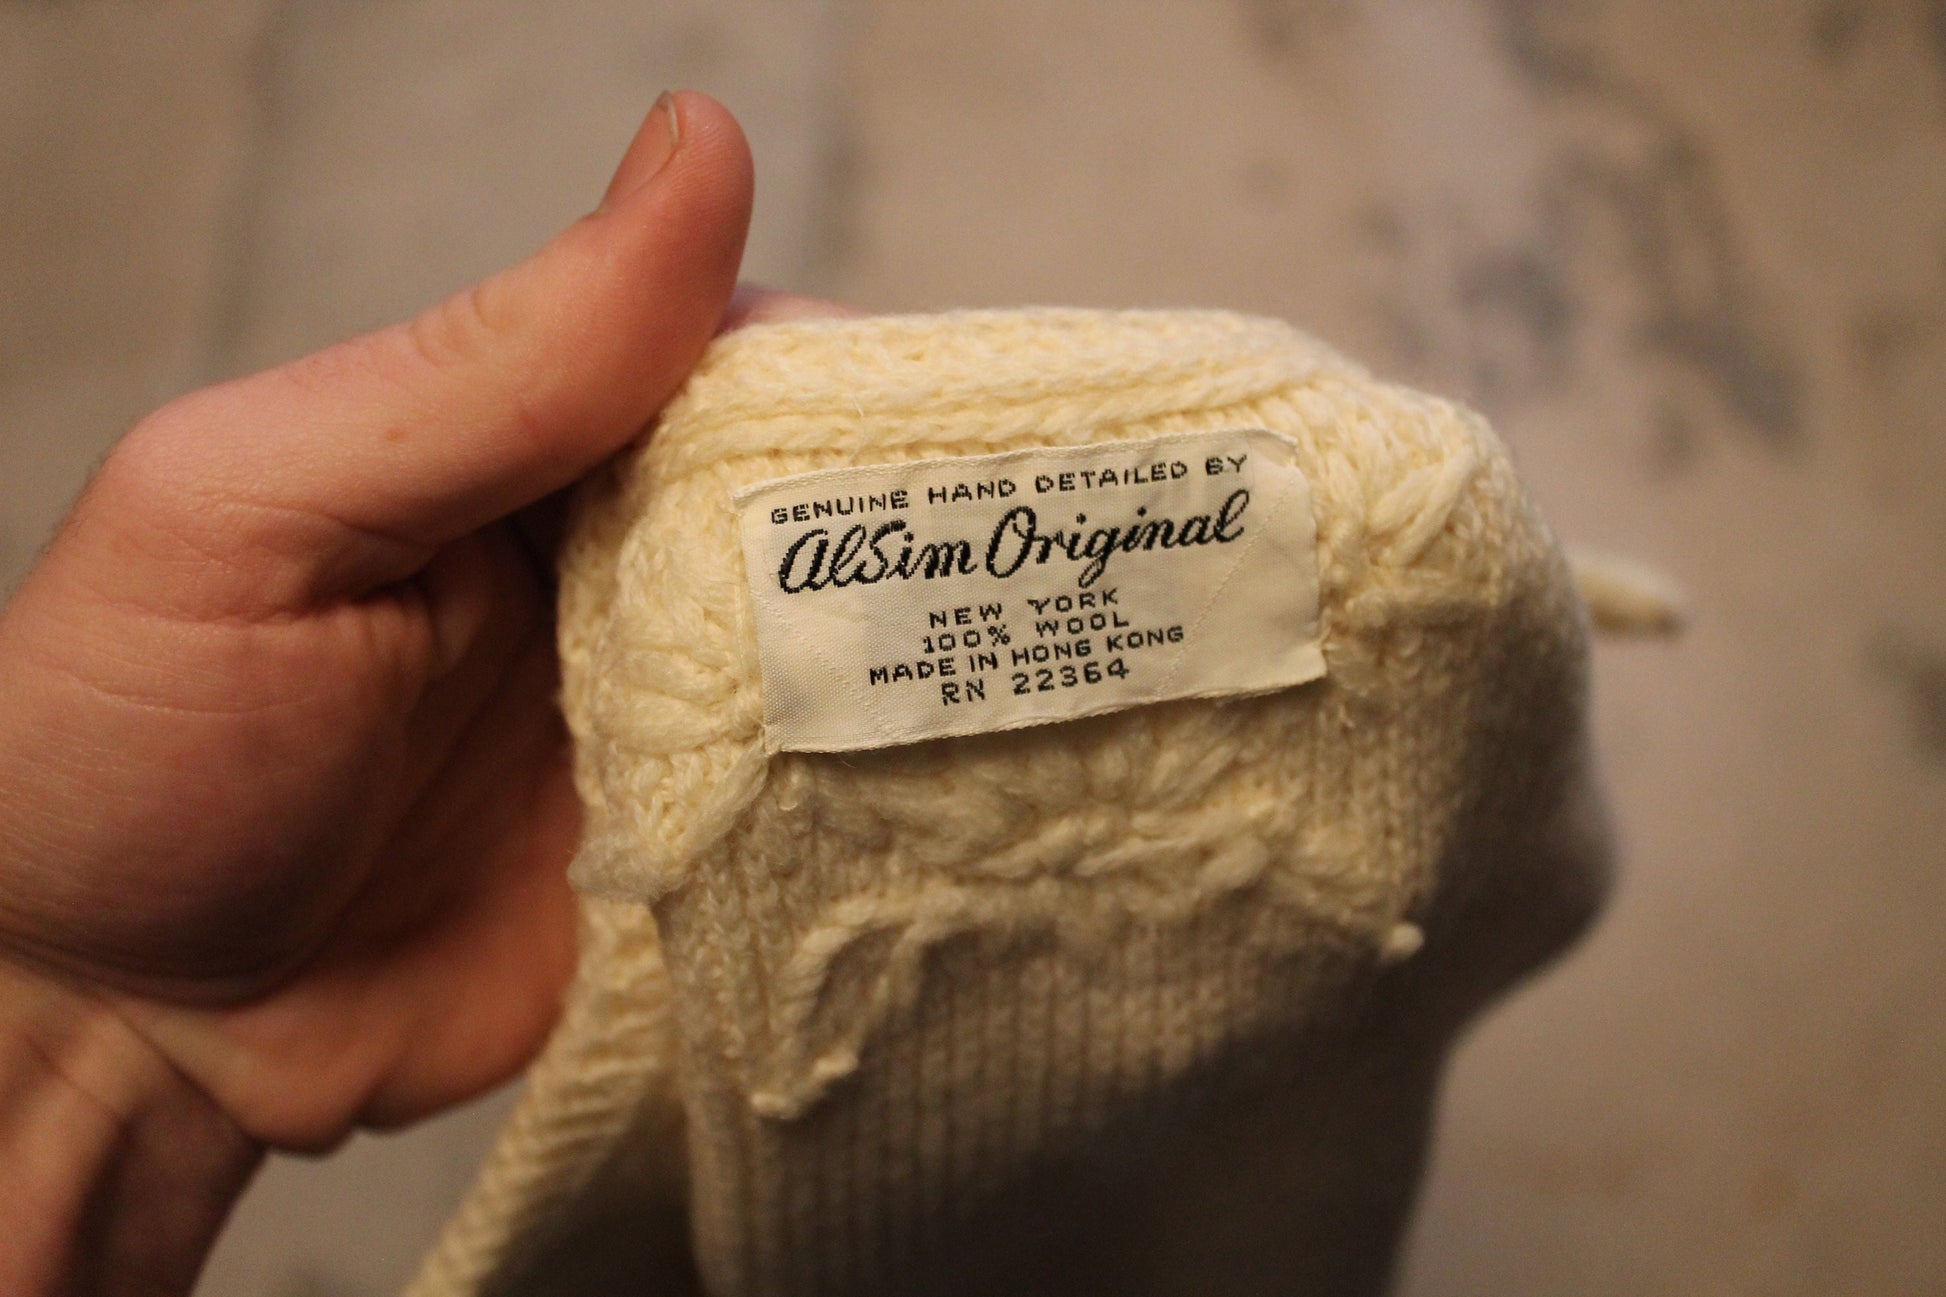 GENUINE HAND DETAILED BY
AlSim Original
NEW YORK
100% WOOL
MADE IN HONG KONG
RN 22364